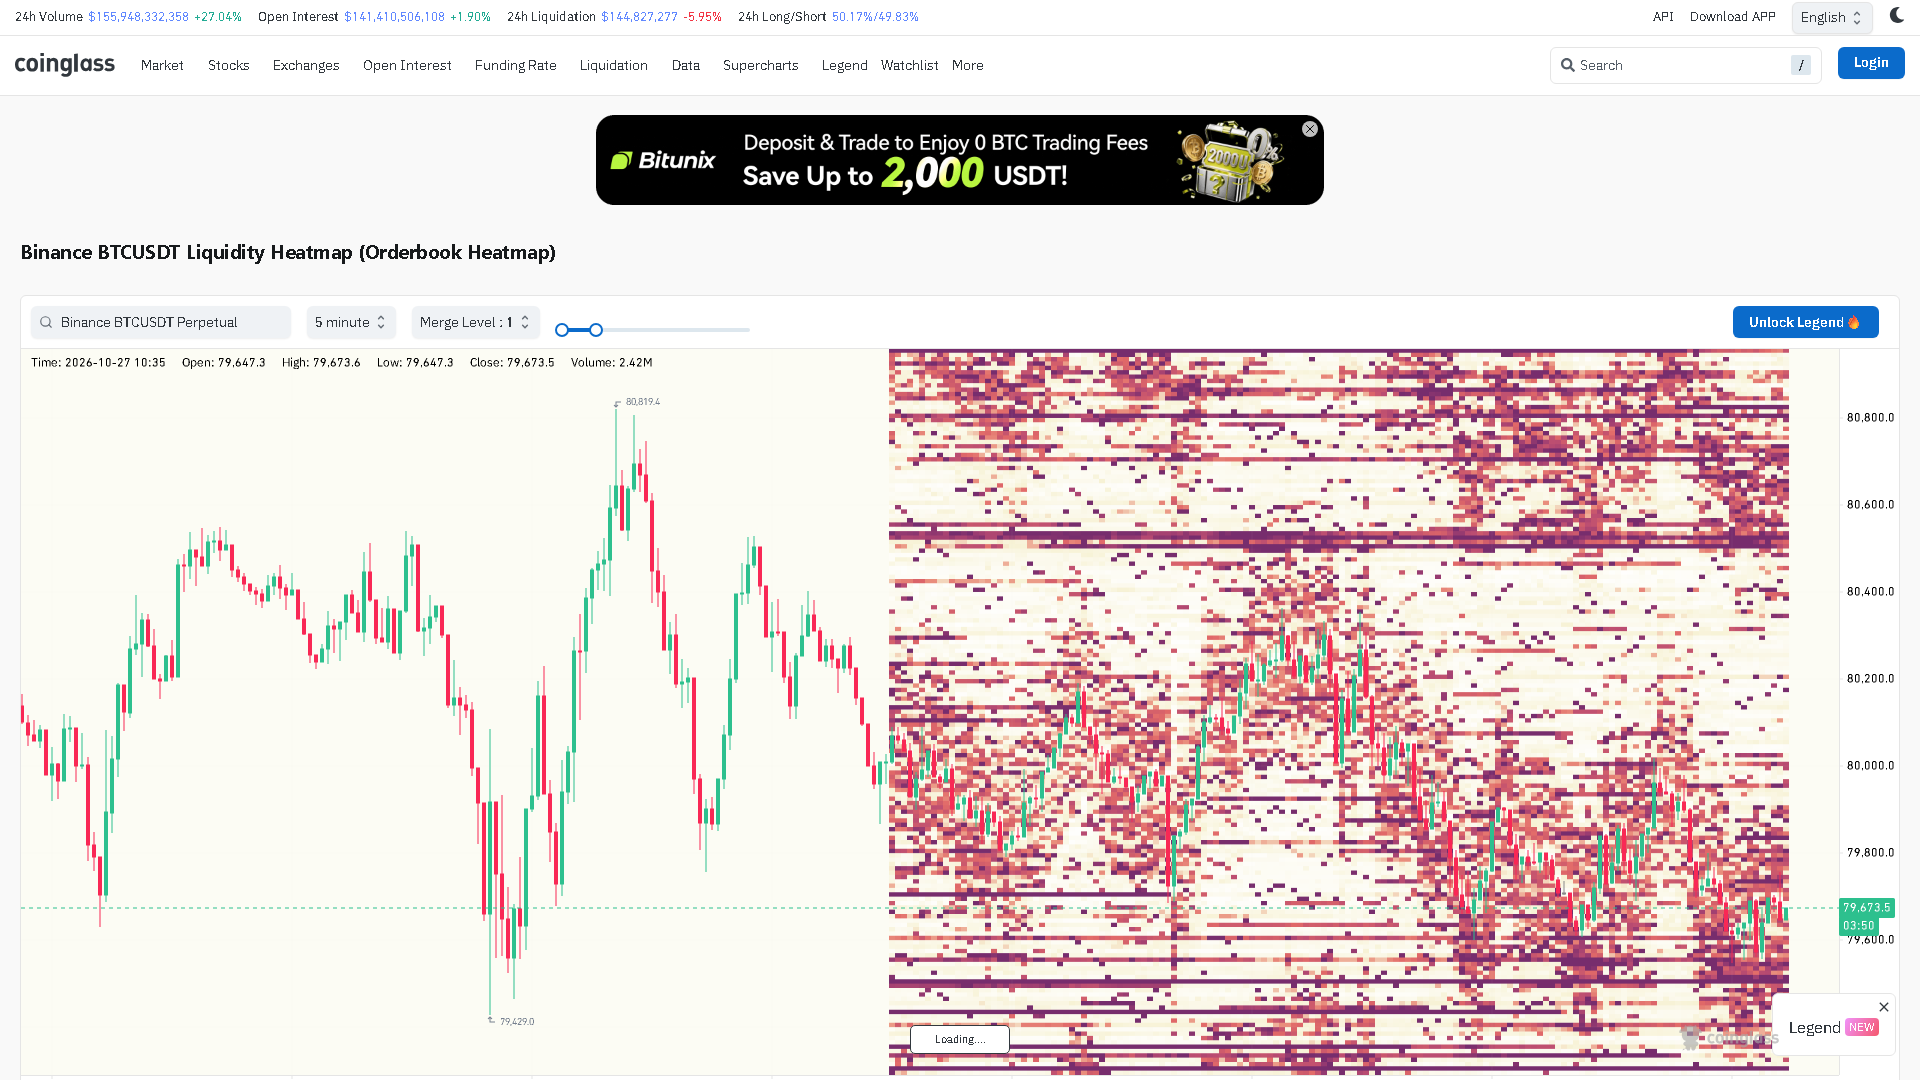 24h Volume $155,948,332,358 +27.04% Open Interest $141,410,506,108 +1.90% 24h Liquidation $144,827,277 -5.95% 24h Long/Short 50.17%/49.83% API Download APP English
coinglass Market Stocks Exchanges Open Interest Funding Rate Liquidation Data Supercharts Legend Watchlist More Search / Login
Bitunix
Deposit & Trade to Enjoy 0 BTC Trading Fees
Save Up to 2,000 USDT!
2000U
0%
Binance BTCUSDT Liquidity Heatmap (Orderbook Heatmap)
Binance BTCUSDT Perpetual 5 minute Merge Level : 1 Unlock Legend
Time: 2026-10-27 10:35 Open: 79,647.3 High: 79,673.6 Low: 79,647.3 Close: 79,673.5 Volume: 2.42M
80,819.4
80,800.0
80,600.0
80,400.0
80,200.0
80,000.0
79,800.0
79,673.5
03:50
79,600.0
79,429.0
Loading....
coinglass
Legend NEW